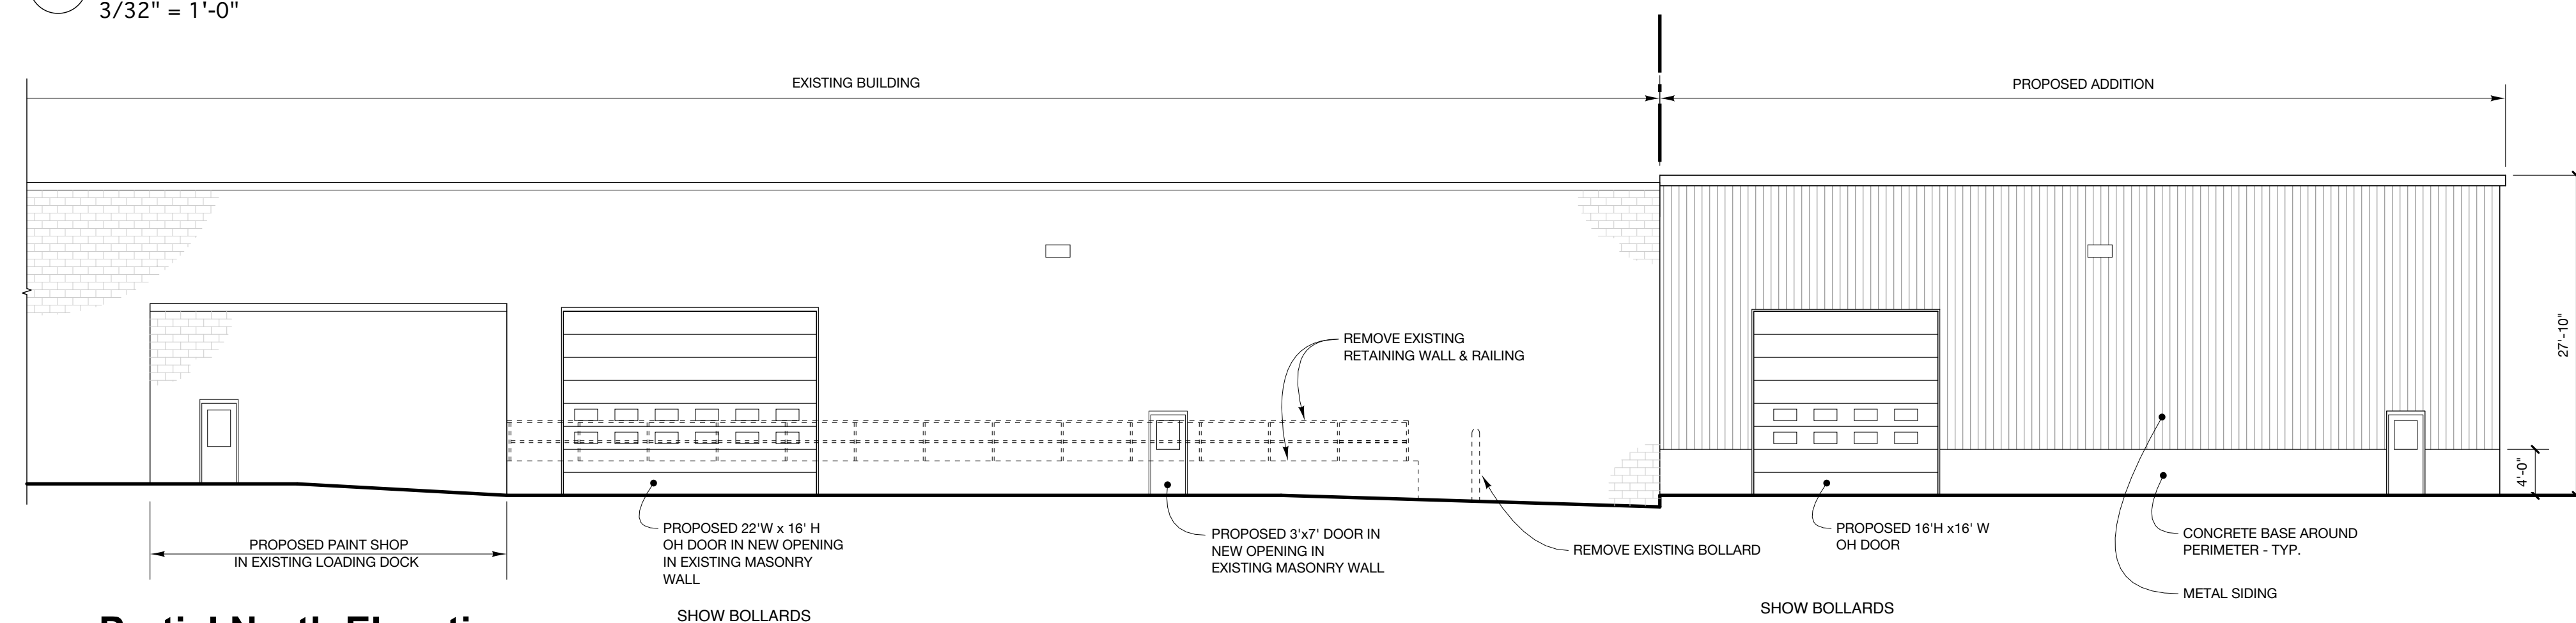 3/32" = 1'-0"
EXISTING BUILDING
PROPOSED ADDITION
REMOVE EXISTING
RETAINING WALL & RAILING
27'-10"
4'-0"
PROPOSED PAINT SHOP
IN EXISTING LOADING DOCK
PROPOSED 22'W x 16' H
OH DOOR IN NEW OPENING
IN EXISTING MASONRY
WALL
PROPOSED 3'x7' DOOR IN
NEW OPENING IN
EXISTING MASONRY WALL
REMOVE EXISTING BOLLARD
PROPOSED 16'H x16' W
OH DOOR
CONCRETE BASE AROUND
PERIMETER - TYP.
METAL SIDING
SHOW BOLLARDS
SHOW BOLLARDS